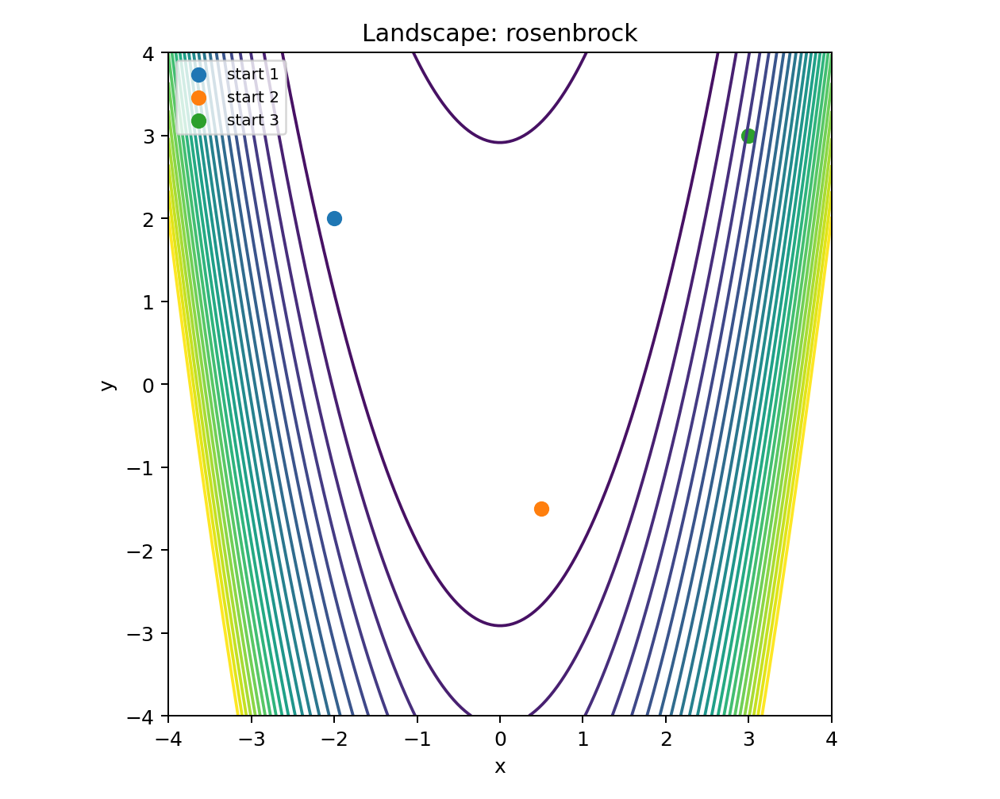 Landscape: rosenbrock
start 1
start 2
start 3
4
3
2
1
0
−1
−2
−3
−4
y
−4 −3 −2 −1 0 1 2 3 4
x